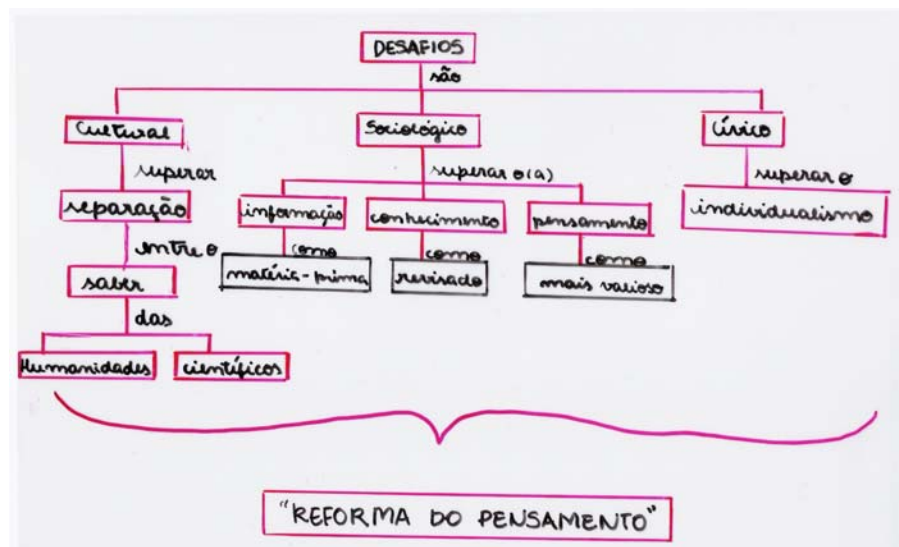 DESAFIOS
são
Cultural Sociológico Cívico
superar superar o(a) superar o
separação informação conhecimento pensamento individualismo
entre o como como como
saber matéria-prima revisado mais valioso
das
Humanidades científicos
"REFORMA DO PENSAMENTO"